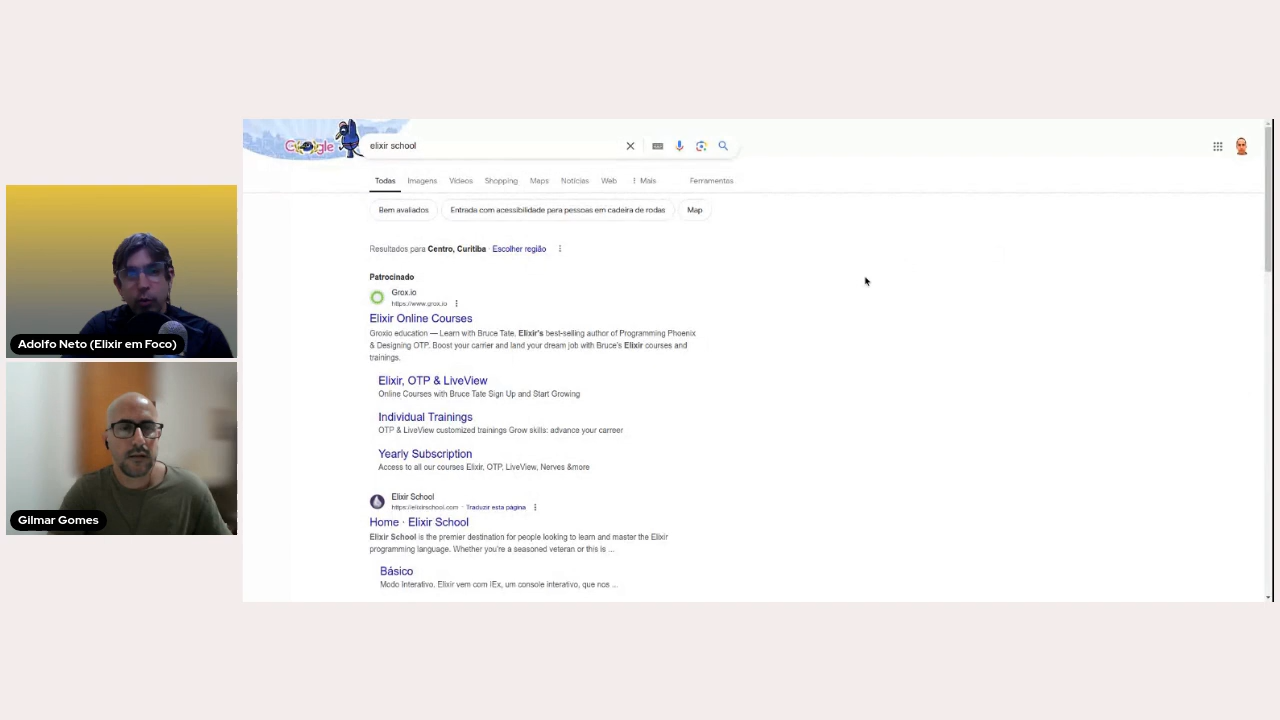 Google
elixir school
Todas Imagens Vídeos Shopping Maps Notícias Web Mais Ferramentas
Bem avaliados Entrada com acessibilidade para pessoas em cadeira de rodas Map
Resultados para Centro, Curitiba · Escolher região
Patrocinado
Grox.io
https://www.grox.io
Elixir Online Courses
Groxio education — Learn with Bruce Tate, Elixir's best-selling author of Programming Phoenix
& Designing OTP. Boost your carrier and land your dream job with Bruce's Elixir courses and
trainings.
Elixir, OTP & LiveView
Online Courses with Bruce Tate Sign Up and Start Growing
Individual Trainings
OTP & LiveView customized trainings Grow skills: advance your carreer
Yearly Subscription
Access to all our courses Elixir, OTP, LiveView, Nerves &more
Elixir School
https://elixirschool.com · Traduzir esta página
Home · Elixir School
Elixir School is the premier destination for people looking to learn and master the Elixir
programming language. Whether you're a seasoned veteran or this is ...
Básico
Modo Interativo. Elixir vem com IEx, um console interativo, que nos ...
Adolfo Neto (Elixir em Foco)
Gilmar Gomes